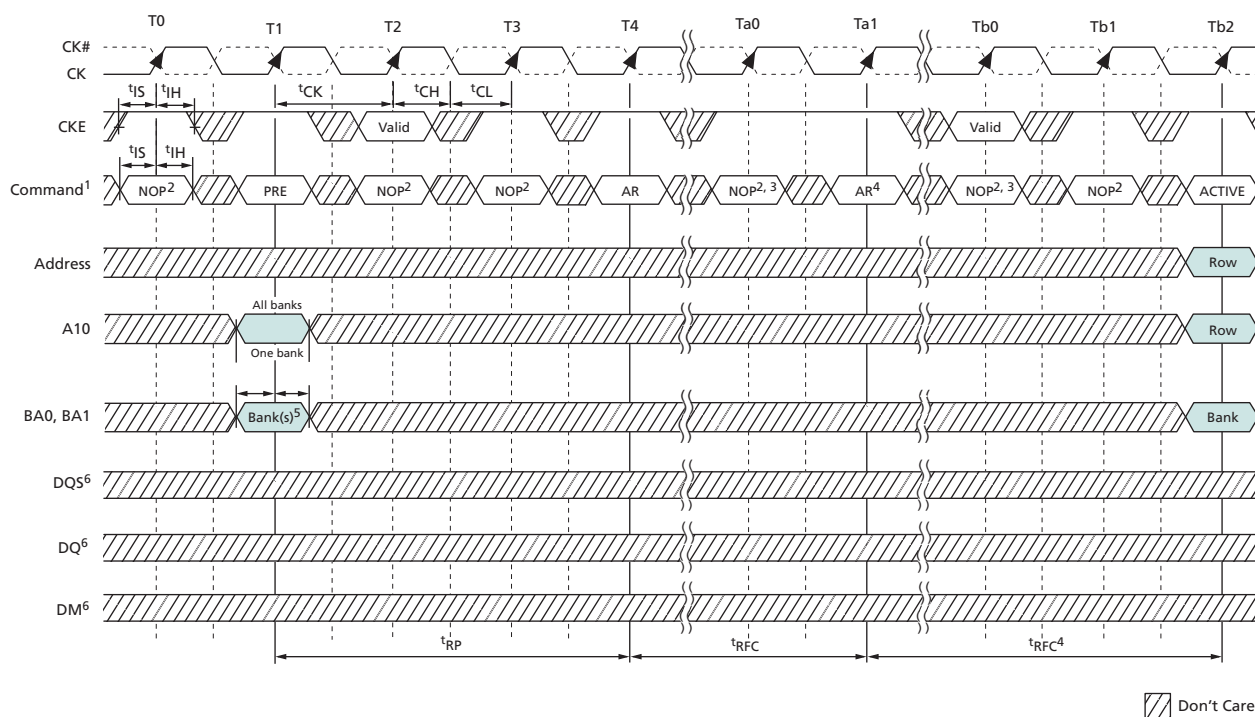 T0 T1 T2 T3 T4 Ta0 Ta1 Tb0 Tb1 Tb2
CK#
CK
tIS tIH tCK tCH tCL
CKE Valid Valid
tIS tIH
Command1 NOP2 PRE NOP2 NOP2 AR NOP2, 3 AR4 NOP2, 3 NOP2 ACTIVE
Address Row
All banks
A10 Row
One bank
BA0, BA1 Bank(s)5 Bank
DQS6
DQ6
DM6
tRP tRFC tRFC4
Don't Care